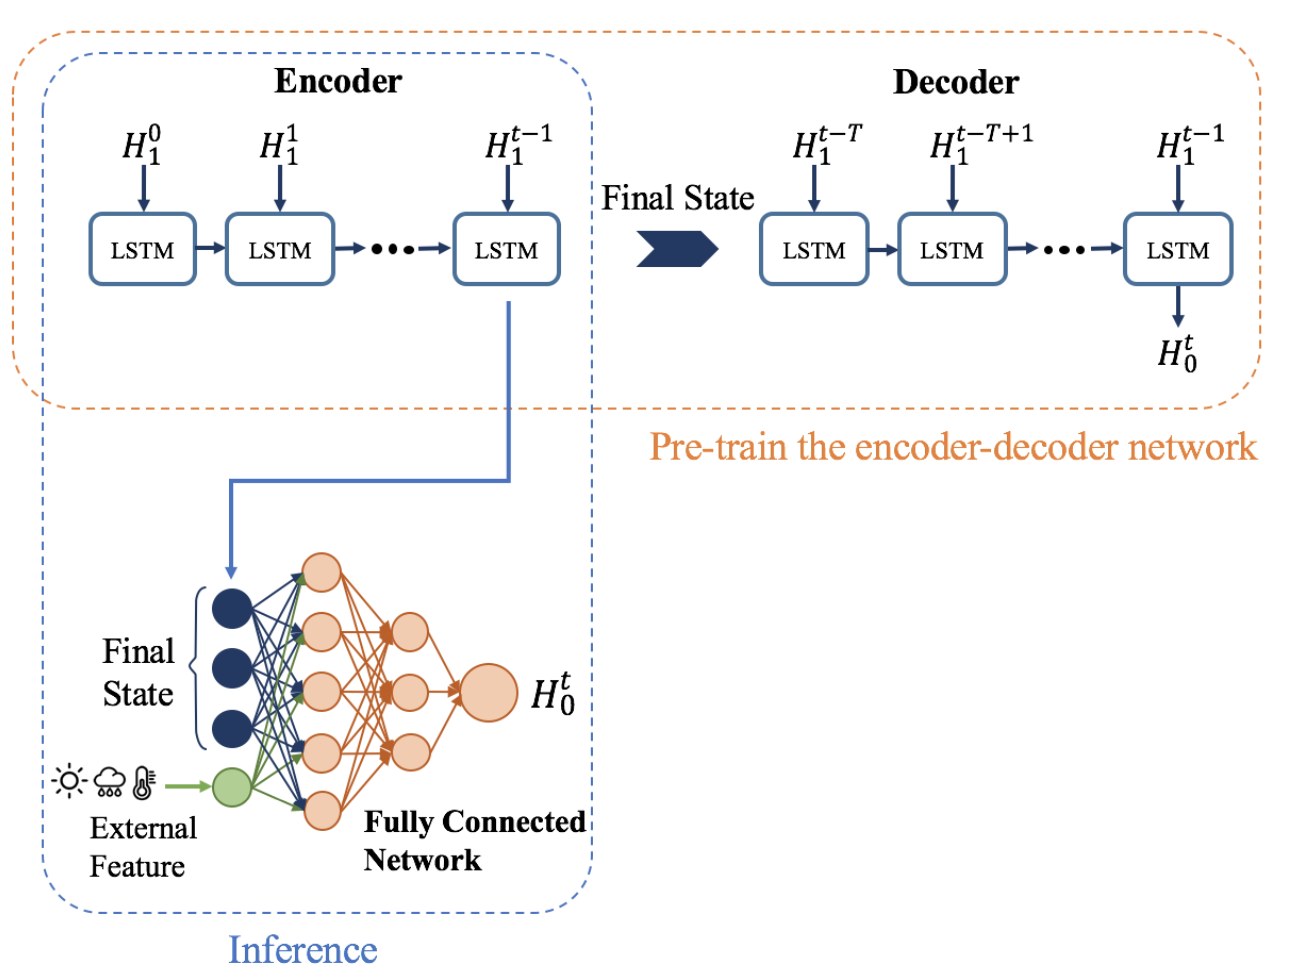 Encoder
Decoder
$H_1^0$ $H_1^1$ $H_1^{t-1}$
$H_1^{t-T}$ $H_1^{t-T+1}$ $H_1^{t-1}$
Final State
LSTM LSTM ••• LSTM
LSTM LSTM ••• LSTM
$H_0^t$
Pre-train the encoder-decoder network
Final
State
$H_0^t$
External
Feature
Fully Connected
Network
Inference